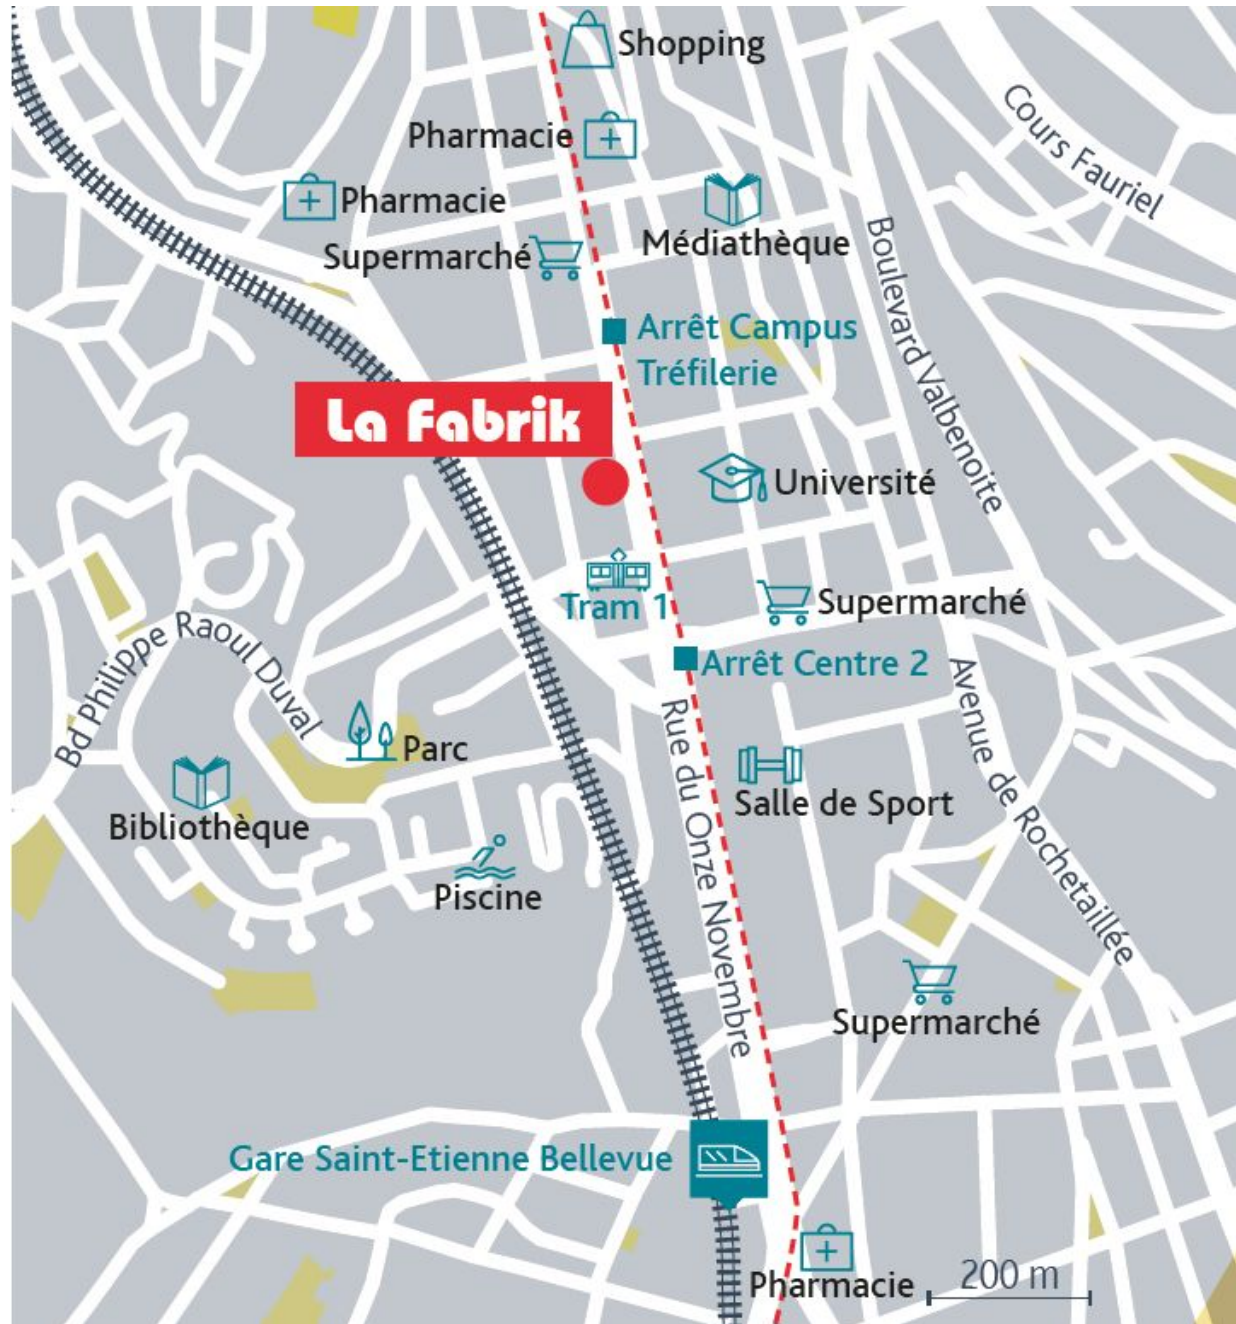 Shopping
Cours Fauriel
Pharmacie
Pharmacie
Médiathèque
Supermarché
Boulevard Valbenoite
Arrêt Campus
Tréfilerie
La Fabrik
Université
Tram 1
Supermarché
Arrêt Centre 2
Bd Philippe Raoul Duval
Rue du Onze Novembre
Avenue de Rochetaillée
Parc
Salle de Sport
Bibliothèque
Piscine
Supermarché
Gare Saint-Etienne Bellevue
Pharmacie
200 m